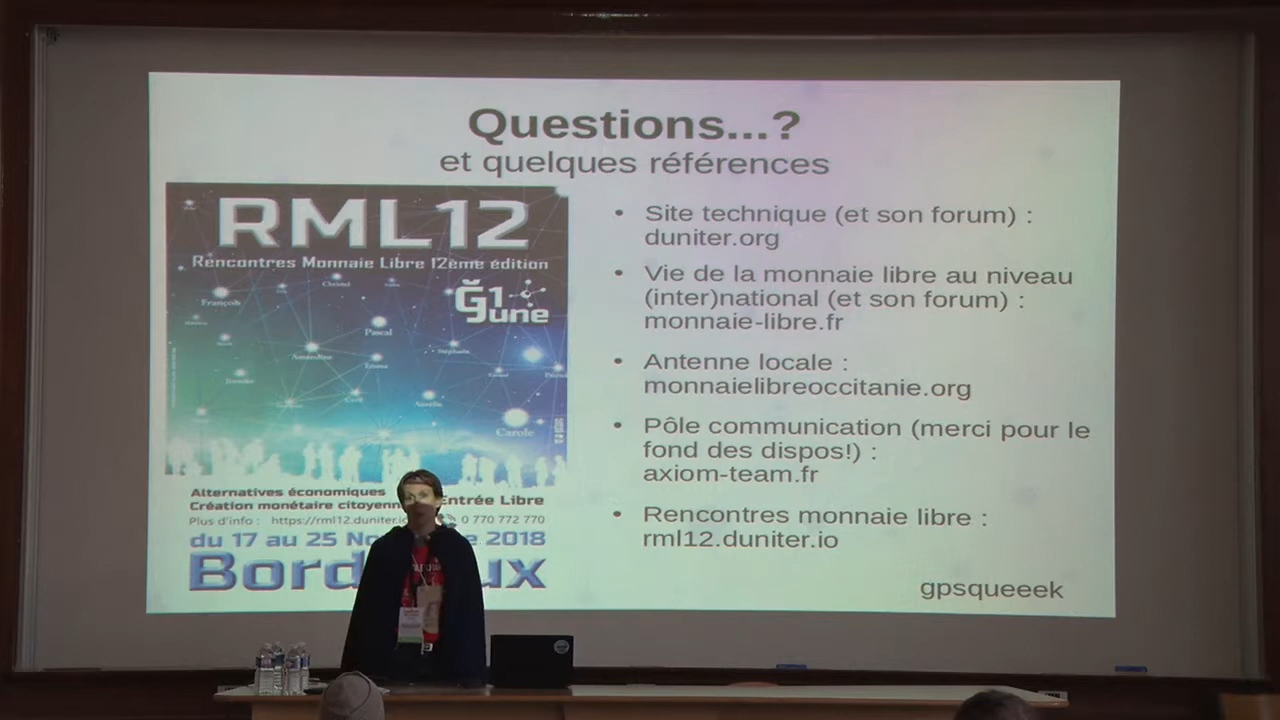 Questions...?
et quelques références
RML12
Rencontres Monnaie Libre 12ème édition
Ğ1
June
François
Pascal
Carole
Alternatives économiques
Création monétaire citoyenn
Entrée Libre
Plus d'info : https://rml12.duniter.io
0 770 772 770
du 17 au 25 No e 2018
Bord ux
• Site technique (et son forum) :
duniter.org
• Vie de la monnaie libre au niveau
(inter)national (et son forum) :
monnaie-libre.fr
• Antenne locale :
monnaielibreoccitanie.org
• Pôle communication (merci pour le
fond des dispos!) :
axiom-team.fr
• Rencontres monnaie libre :
rml12.duniter.io
gpsqueeek